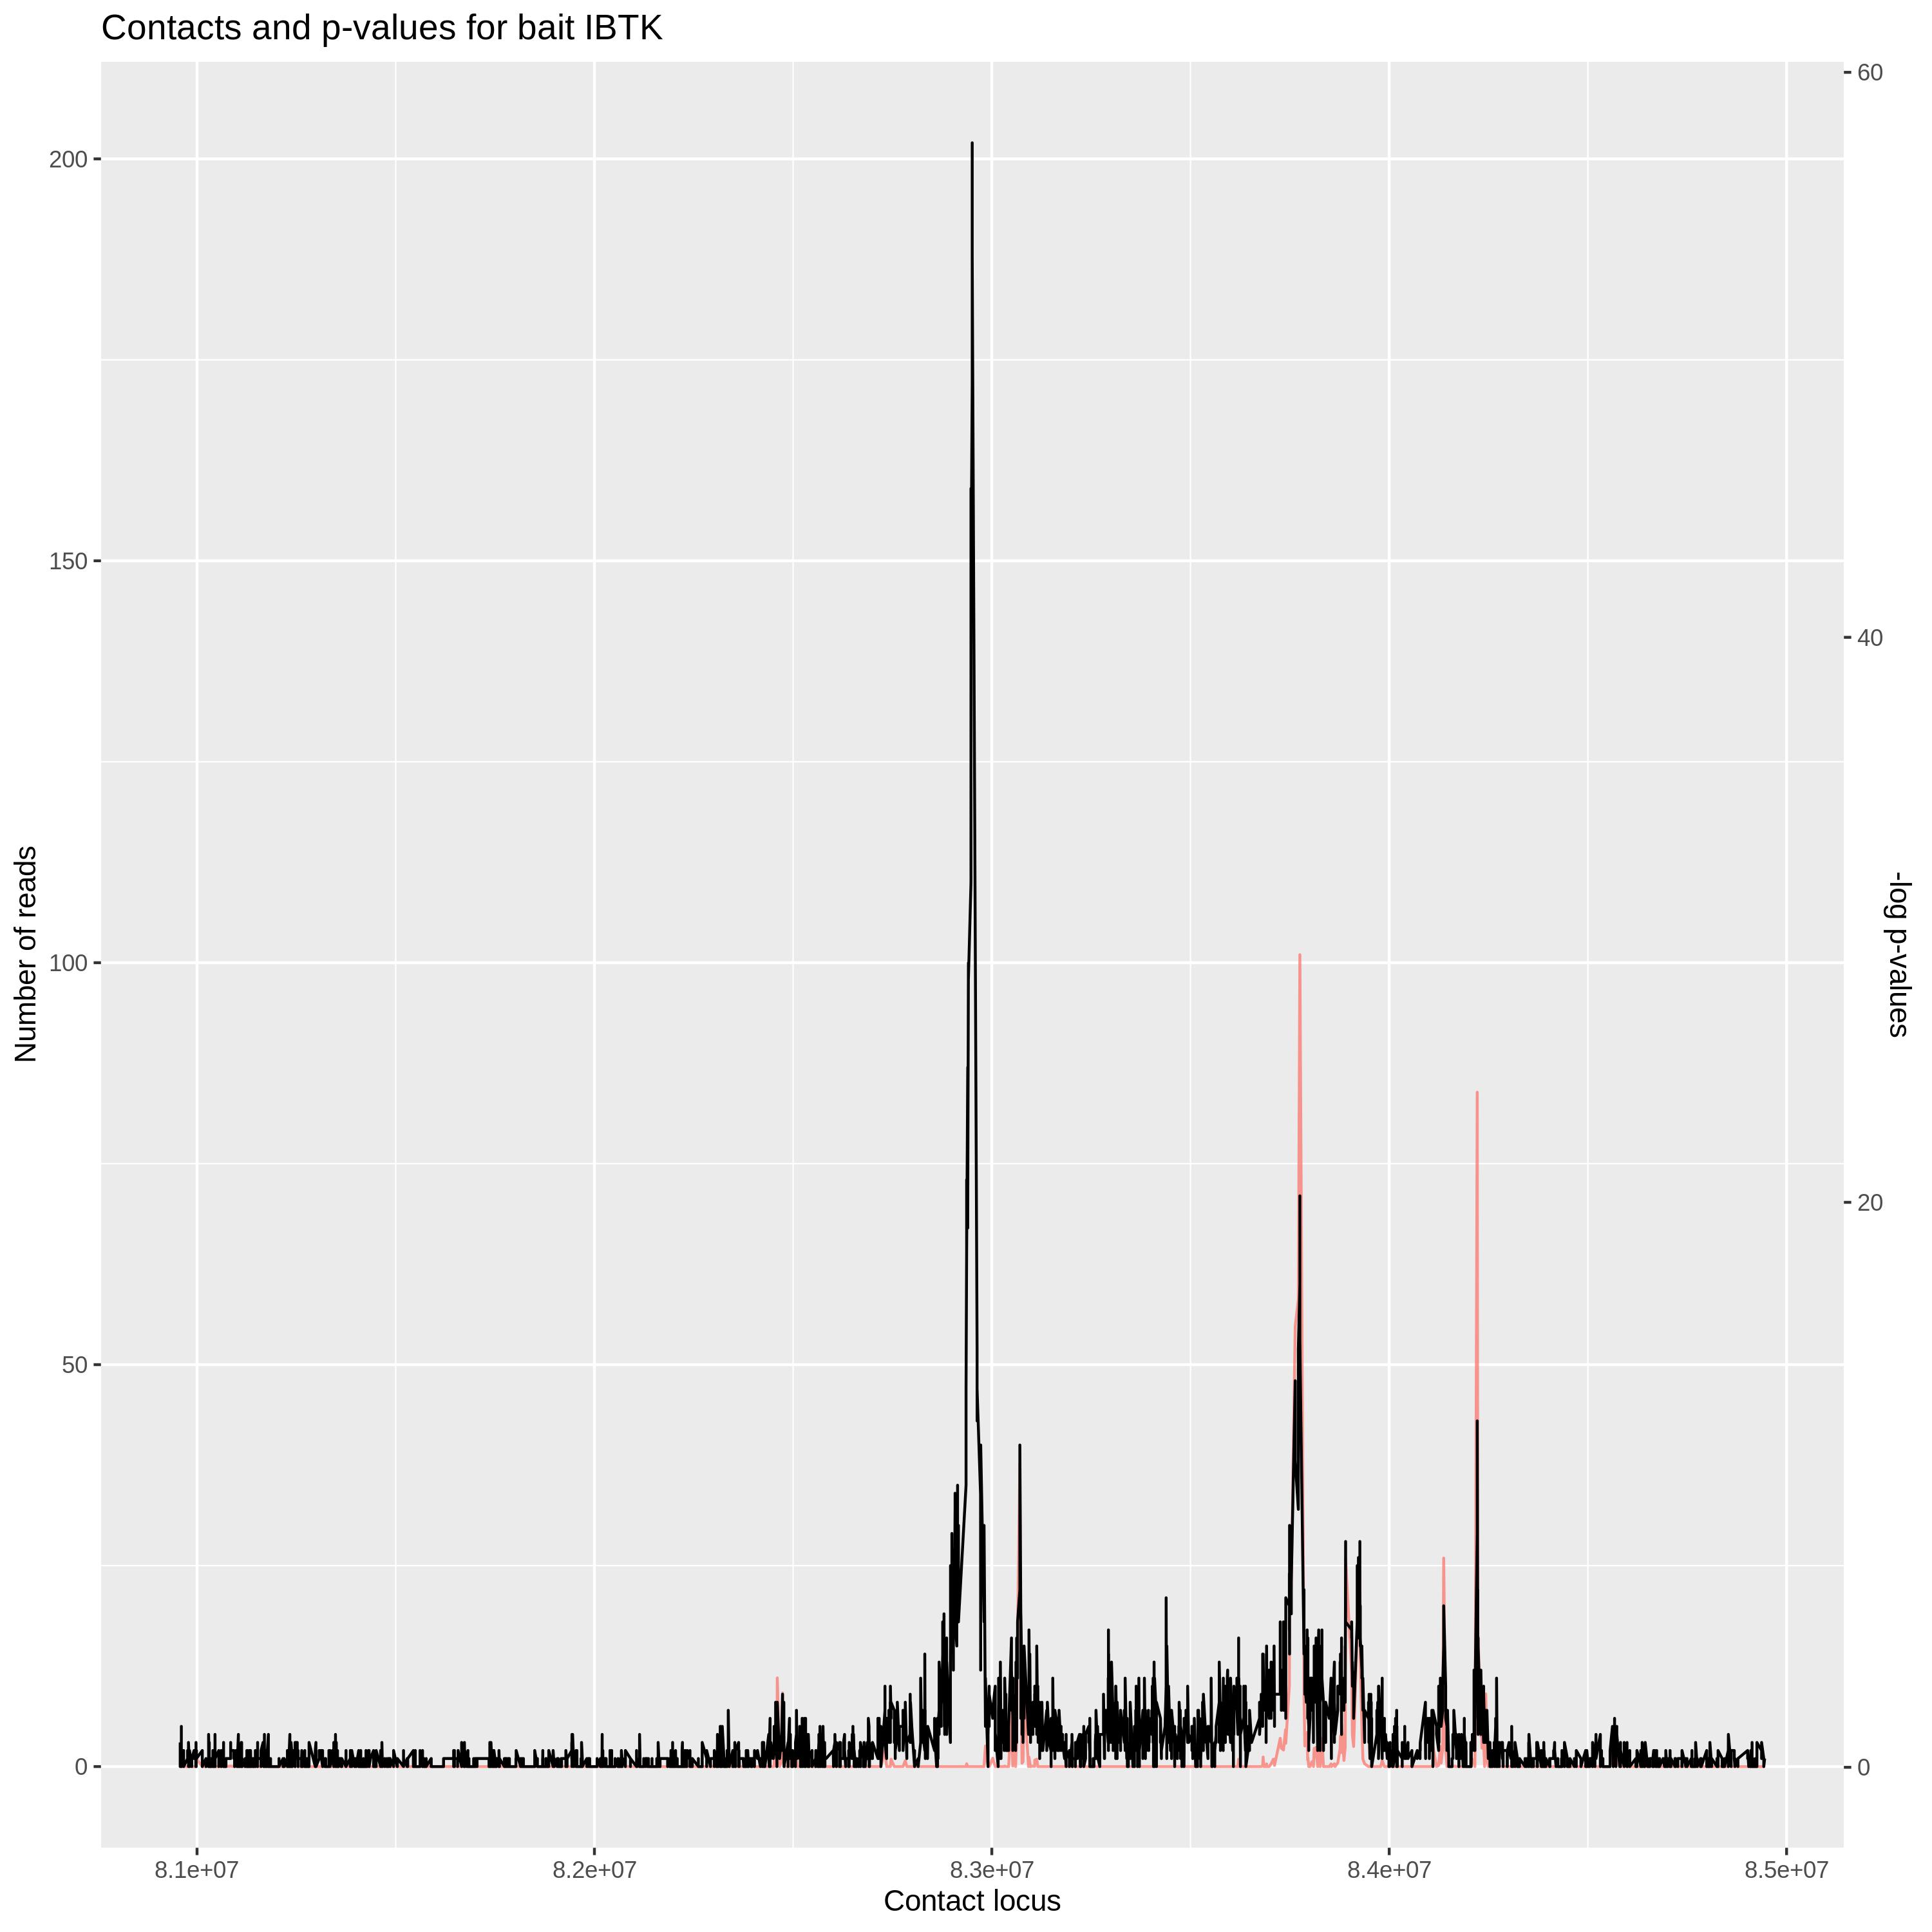 Contacts and p-values for bait IBTK
60
200
150
40
Number of reads
-log p-values
100
20
50
0
0
8.1e+07
8.2e+07
8.3e+07
8.4e+07
8.5e+07
Contact locus